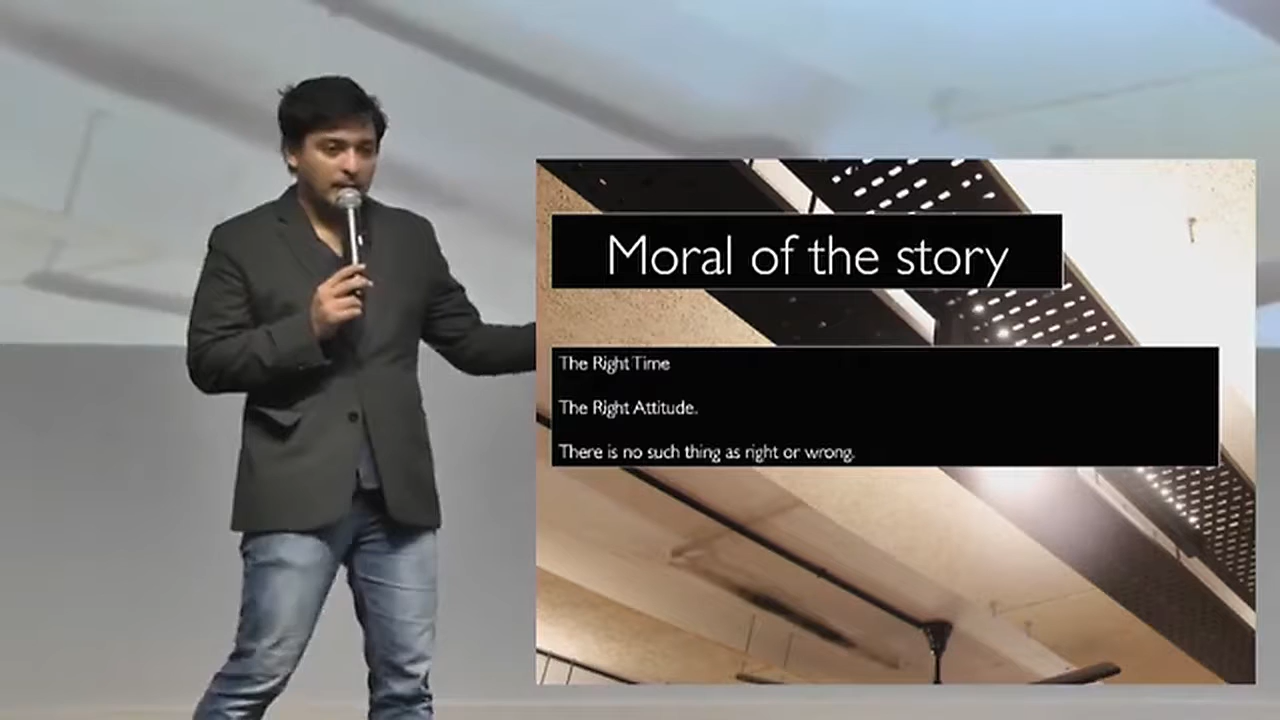 Moral of the story
The Right Time
The Right Attitude.
There is no such thing as right or wrong.